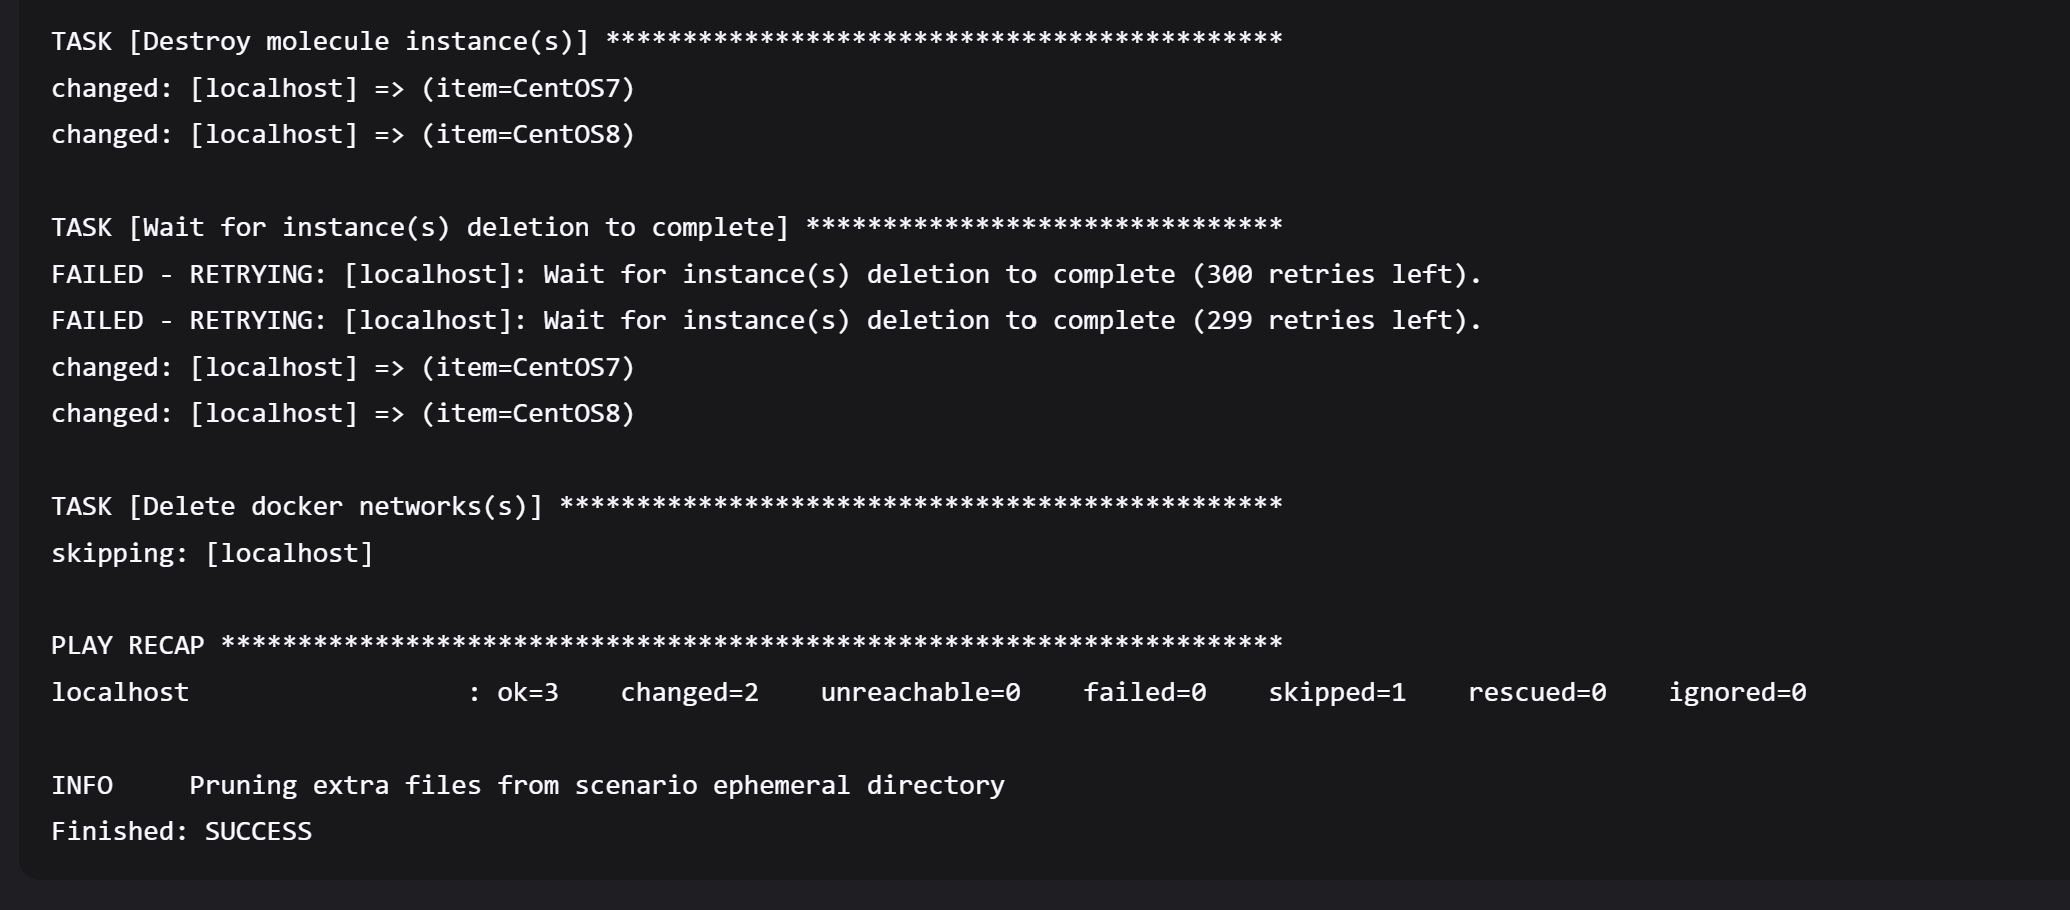 TASK [Destroy molecule instance(s)] ********************************************
changed: [localhost] => (item=CentOS7)
changed: [localhost] => (item=CentOS8)
TASK [Wait for instance(s) deletion to complete] *******************************
FAILED - RETRYING: [localhost]: Wait for instance(s) deletion to complete (300 retries left).
FAILED - RETRYING: [localhost]: Wait for instance(s) deletion to complete (299 retries left).
changed: [localhost] => (item=CentOS7)
changed: [localhost] => (item=CentOS8)
TASK [Delete docker networks(s)] ***********************************************
skipping: [localhost]
PLAY RECAP *********************************************************************
localhost                  : ok=3    changed=2    unreachable=0    failed=0    skipped=1    rescued=0    ignored=0
INFO     Pruning extra files from scenario ephemeral directory
Finished: SUCCESS